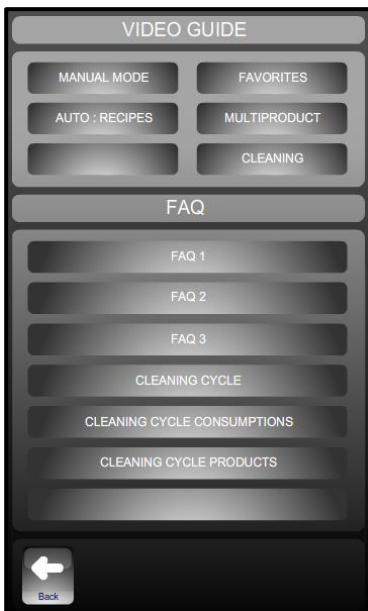 VIDEO GUIDE
MANUAL MODE
FAVORITES
AUTO : RECIPES
MULTIPRODUCT
CLEANING
FAQ
FAQ 1
FAQ 2
FAQ 3
CLEANING CYCLE
CLEANING CYCLE CONSUMPTIONS
CLEANING CYCLE PRODUCTS
Back